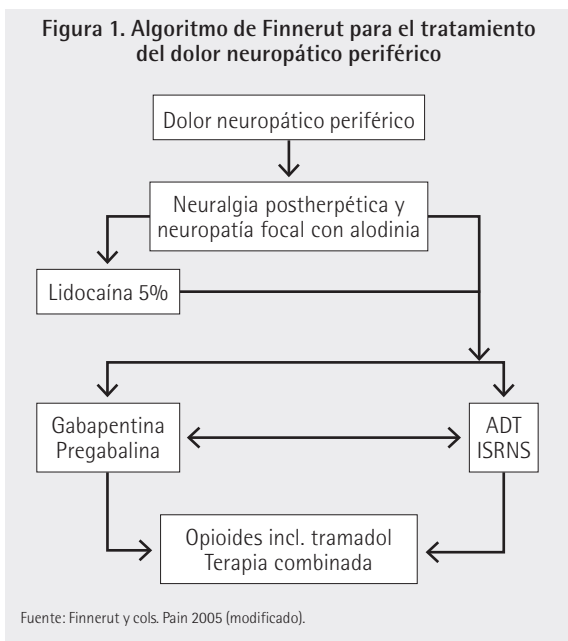 Figura 1. Algoritmo de Finnerut para el tratamiento
del dolor neuropático periférico
Dolor neuropático periférico
Neuralgia postherpética y
neuropatía focal con alodinia
Lidocaína 5%
Gabapentina
Pregabalina
ADT
ISRNS
Opioides incl. tramadol
Terapia combinada
Fuente: Finnerut y cols. Pain 2005 (modificado).